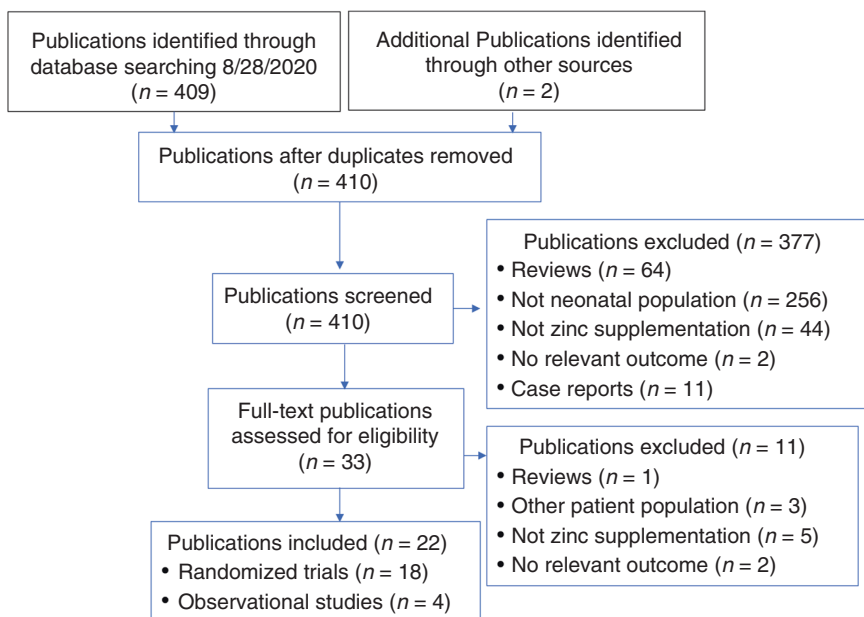 Publications identified through
database searching 8/28/2020
(n = 409)
Additional Publications identified
through other sources
(n = 2)
Publications after duplicates removed
(n = 410)
Publications screened
(n = 410)
Publications excluded (n = 377)
• Reviews (n = 64)
• Not neonatal population (n = 256)
• Not zinc supplementation (n = 44)
• No relevant outcome (n = 2)
• Case reports (n = 11)
Full-text publications
assessed for eligibility
(n = 33)
Publications excluded (n = 11)
• Reviews (n = 1)
• Other patient population (n = 3)
• Not zinc supplementation (n = 5)
• No relevant outcome (n = 2)
Publications included (n = 22)
• Randomized trials (n = 18)
• Observational studies (n = 4)